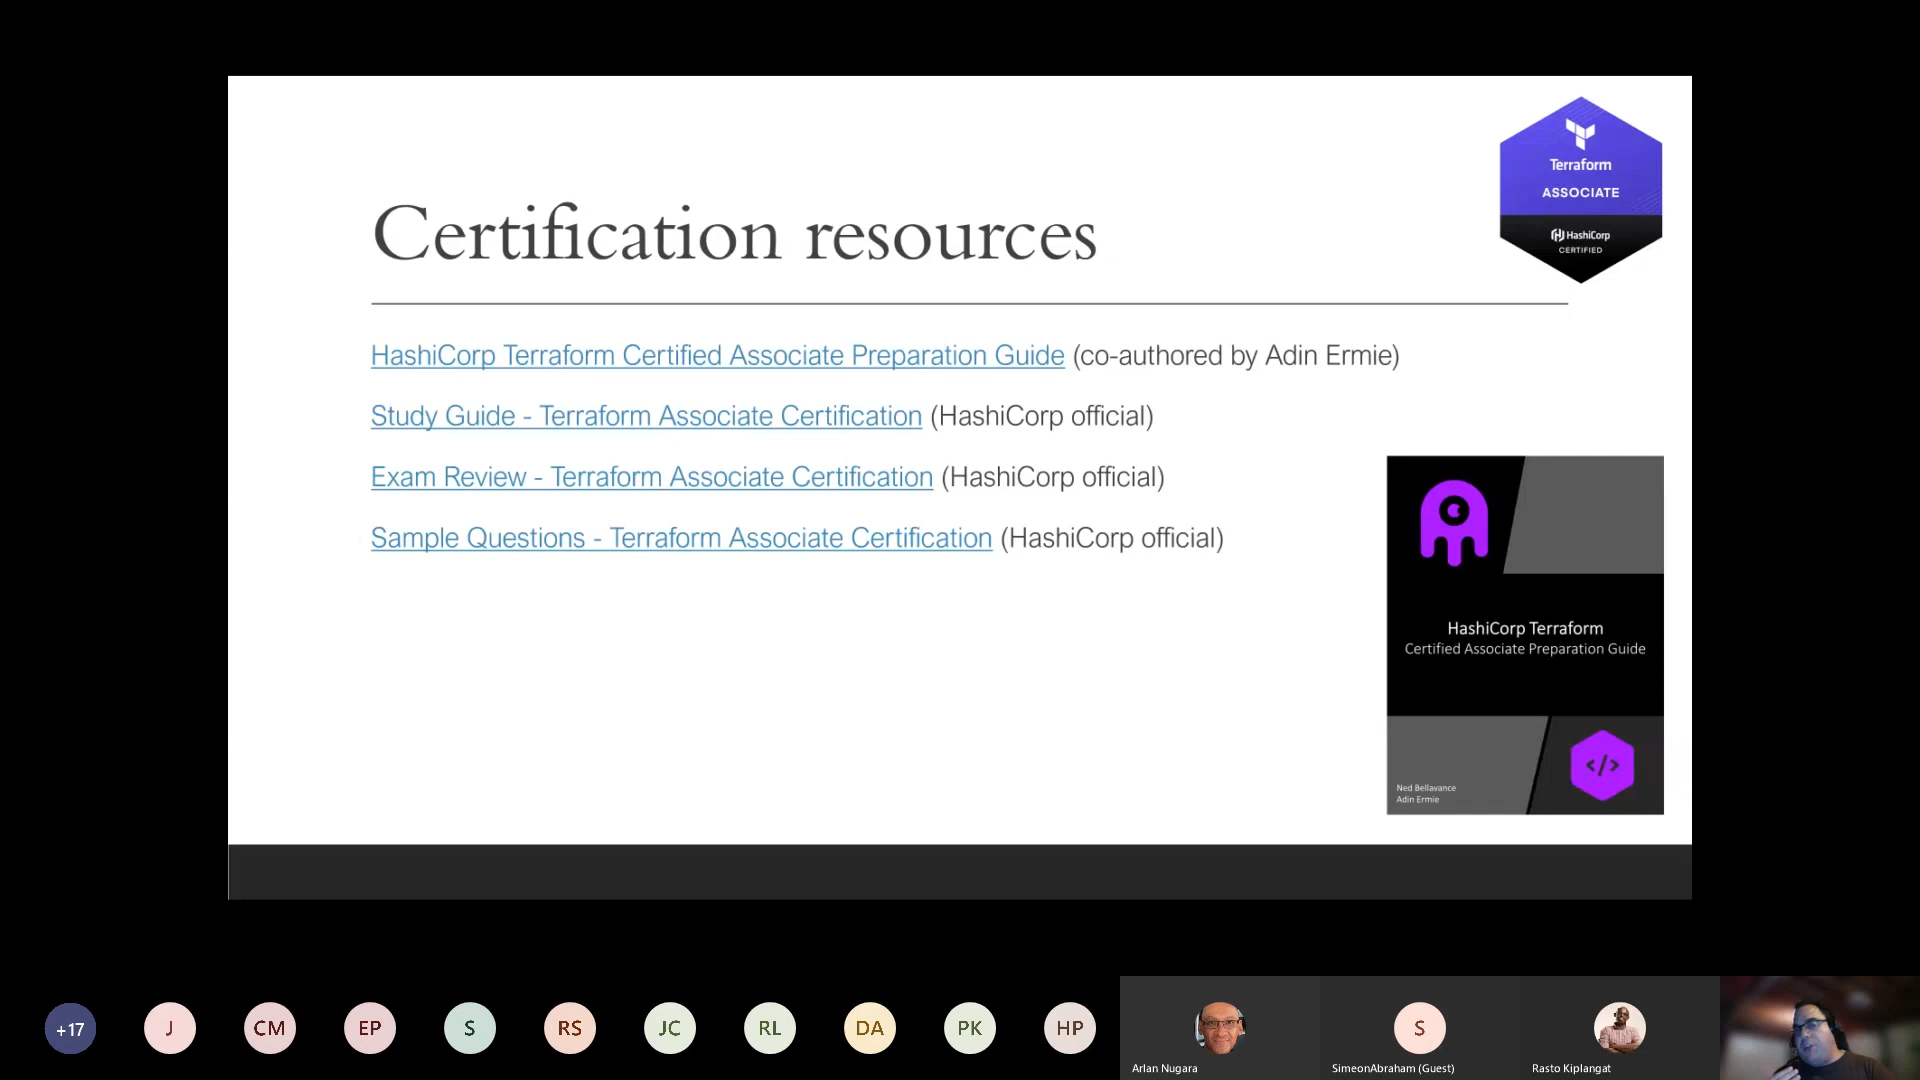 Terraform
ASSOCIATE
HashiCorp
CERTIFIED
Certification resources
HashiCorp Terraform Certified Associate Preparation Guide (co-authored by Adin Ermie)
Study Guide - Terraform Associate Certification (HashiCorp official)
Exam Review - Terraform Associate Certification (HashiCorp official)
Sample Questions - Terraform Associate Certification (HashiCorp official)
HashiCorp Terraform
Certified Associate Preparation Guide
</>
Ned Bellavance
Adin Ermie
+17
J
CM
EP
S
RS
JC
RL
DA
PK
HP
Arlan Nugara
S
SimeonAbraham (Guest)
Rasto Kiplangat